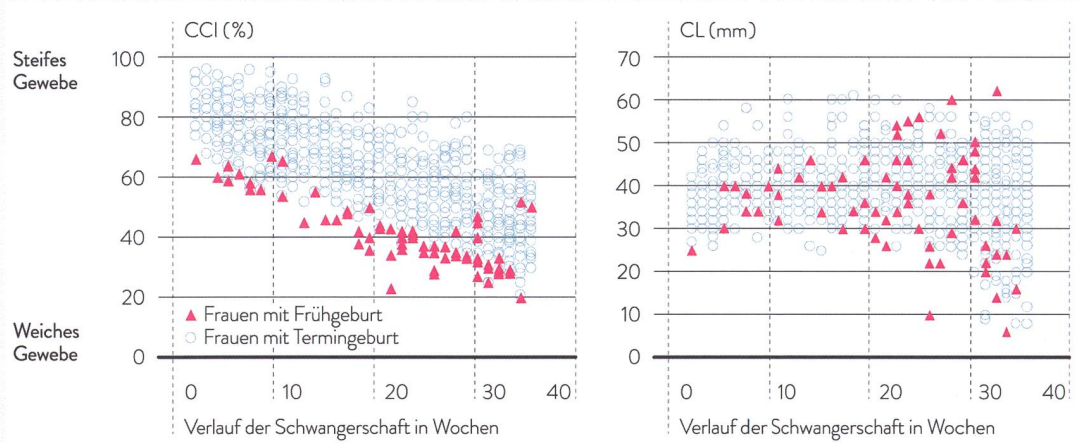 CCI (%)
Steifes
Gewebe
100
80
60
40
20
0
Frauen mit Frühgeburt
Frauen mit Termingeburt
Weiches
Gewebe
0 10 20 30 40
Verlauf der Schwangerschaft in Wochen
CL (mm)
70
60
50
40
30
20
10
0
0 10 20 30 40
Verlauf der Schwangerschaft in Wochen